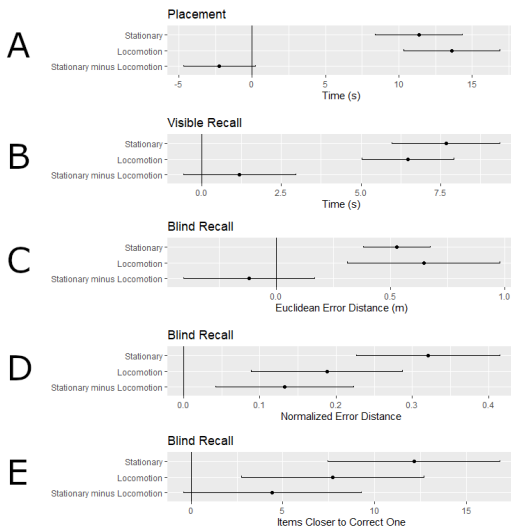 A
Placement
Stationary
Locomotion
Stationary minus Locomotion
-5 0 5 10 15
Time (s)
B
Visible Recall
Stationary
Locomotion
Stationary minus Locomotion
0.0 2.5 5.0 7.5
Time (s)
C
Blind Recall
Stationary
Locomotion
Stationary minus Locomotion
0.0 0.5 1.0
Euclidean Error Distance (m)
D
Blind Recall
Stationary
Locomotion
Stationary minus Locomotion
0.0 0.1 0.2 0.3 0.4
Normalized Error Distance
E
Blind Recall
Stationary
Locomotion
Stationary minus Locomotion
0 5 10 15
Items Closer to Correct One